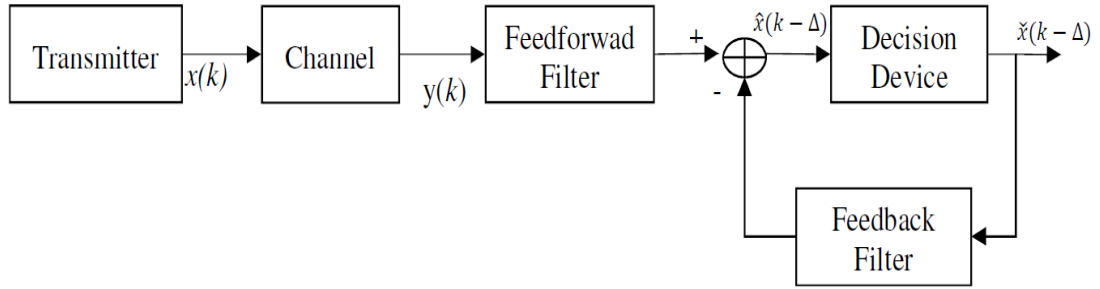 Transmitter
x(k)
Channel
y(k)
Feedforwad
Filter
+
-
x̂(k − Δ)
Decision
Device
x̌(k − Δ)
Feedback
Filter